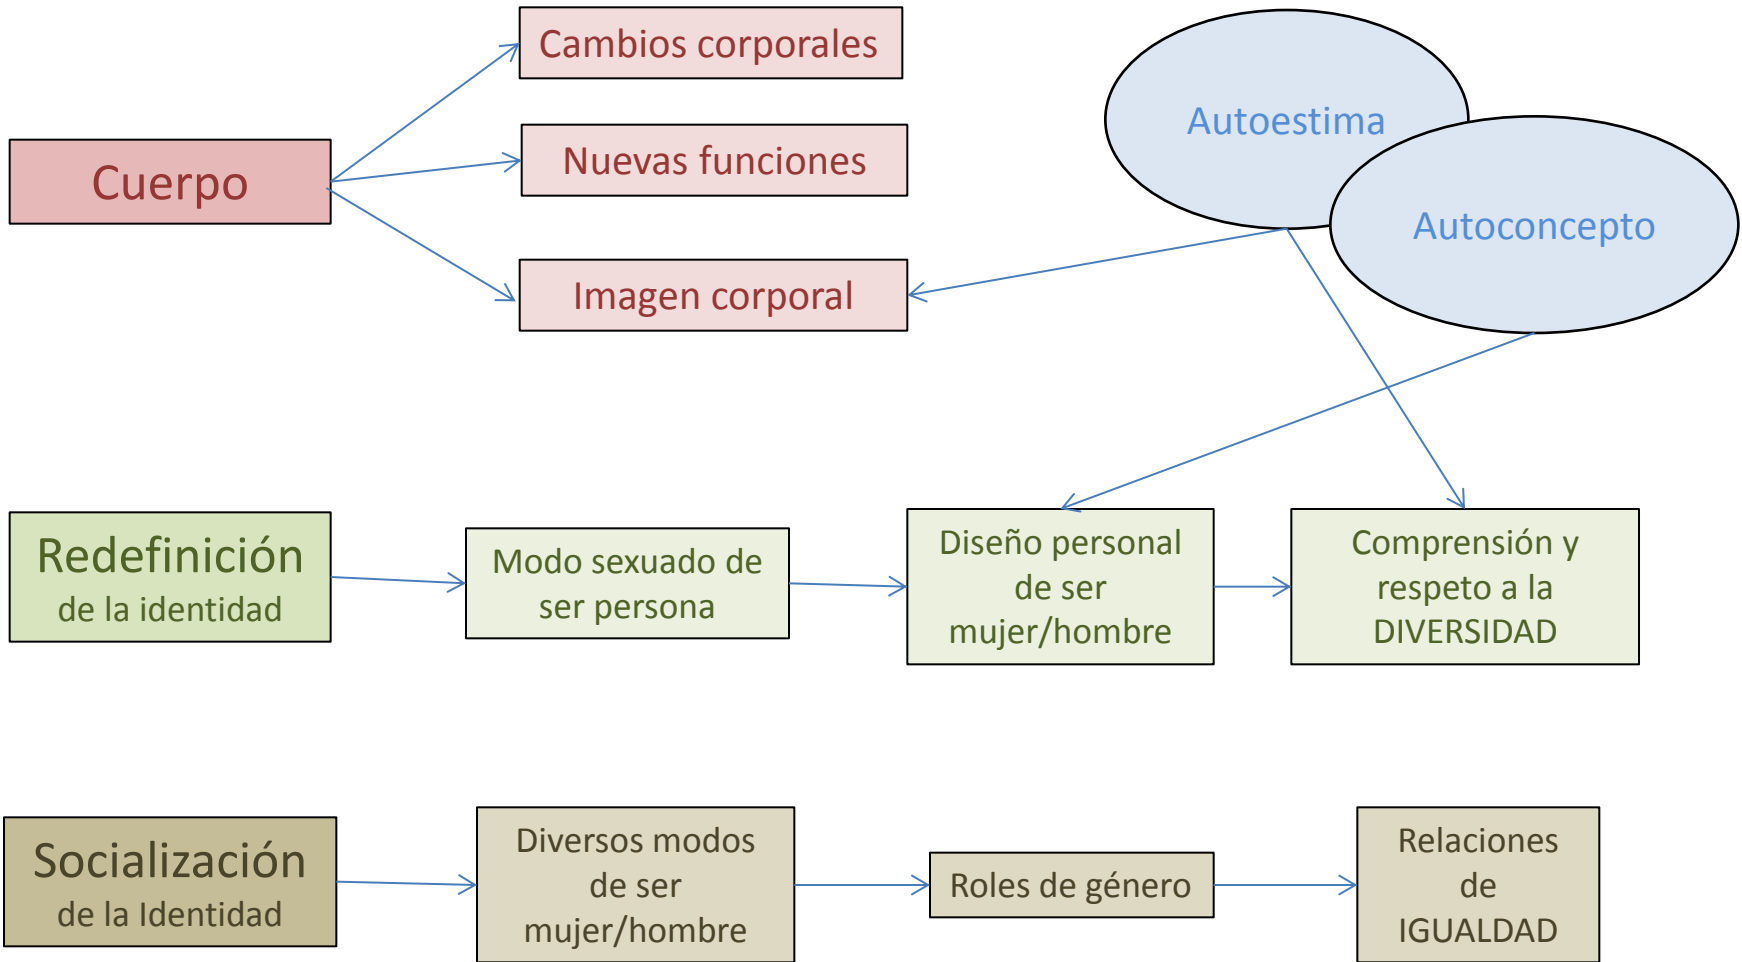 Cambios corporales
Autoestima
Nuevas funciones
Cuerpo
Autoconcepto
Imagen corporal
Redefinición
de la identidad
Modo sexuado de
ser persona
Diseño personal
de ser
mujer/hombre
Comprensión y
respeto a la
DIVERSIDAD
Socialización
de la Identidad
Diversos modos
de ser
mujer/hombre
Roles de género
Relaciones
de
IGUALDAD